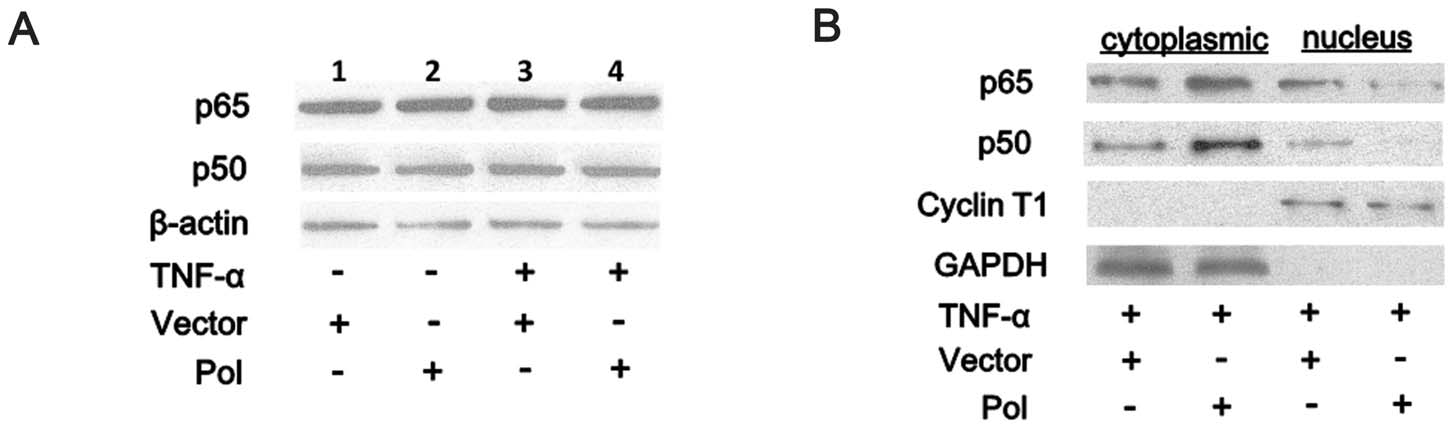 A
1 2 3 4
p65
p50
β-actin
TNF-α - - + +
Vector + - + -
Pol - + - +
B
cytoplasmic nucleus
p65
p50
Cyclin T1
GAPDH
TNF-α + + + +
Vector + - + -
Pol - + - +